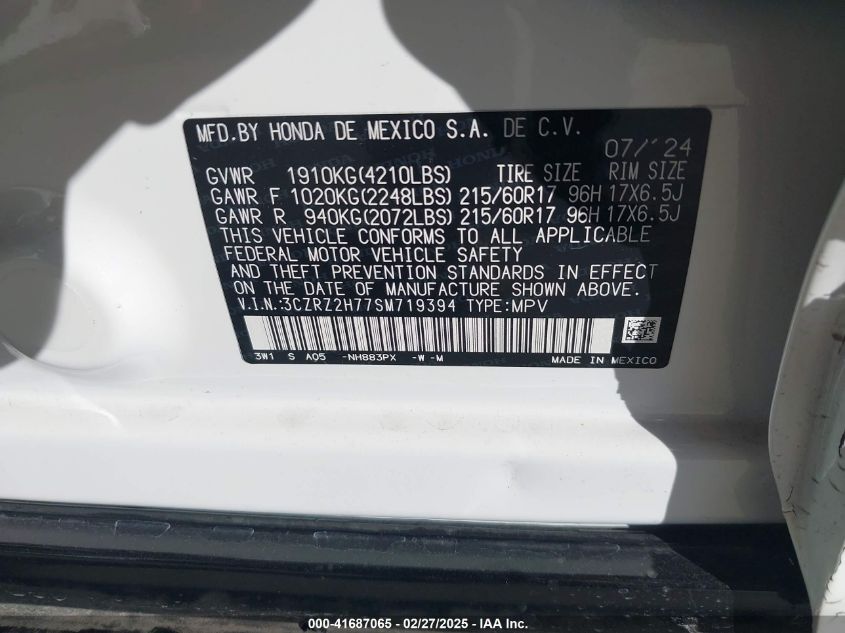 MFD.BY HONDA DE MEXICO S.A. DE C.V.
07/'24
GVWR 1910KG(4210LBS) TIRE SIZE RIM SIZE
GAWR F 1020KG(2248LBS) 215/60R17 96H 17X6.5J
GAWR R 940KG(2072LBS) 215/60R17 96H 17X6.5J
THIS VEHICLE CONFORMS TO ALL APPLICABLE
FEDERAL MOTOR VEHICLE SAFETY
AND THEFT PREVENTION STANDARDS IN EFFECT
ON THE DATE OF MANUFACTURE SHOWN ABOVE.
V.I.N.:3CZRZ2H77SM719394 TYPE:MPV
3W1 S A05 -NH883PX -W -M MADE IN MEXICO
000-41687065 - 02/27/2025 - IAA Inc.